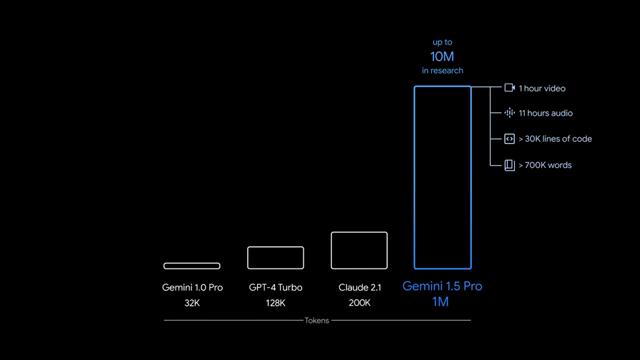 up to
10M
in research
1 hour video
11 hours audio
> 30K lines of code
> 700K words
Gemini 1.0 Pro
32K
GPT-4 Turbo
128K
Claude 2.1
200K
Gemini 1.5 Pro
1M
Tokens